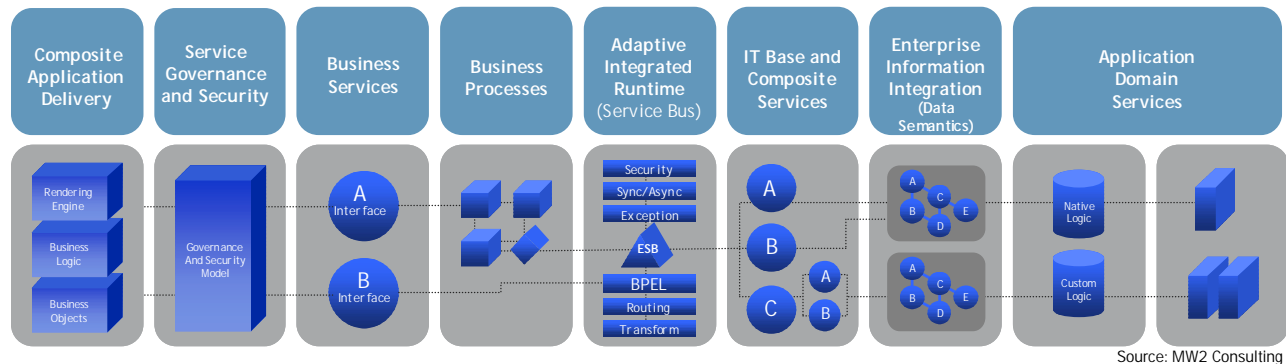 Composite
Application
Delivery
Service
Governance
and Security
Business
Services
Business
Processes
Adaptive
Integrated
Runtime
(Service Bus)
IT Base and
Composite
Services
Enterprise
Information
Integration
(Data
Semantics)
Application
Domain
Services
Rendering
Engine
Business
Logic
Business
Objects
Governance
And Security
Model
A
Interface
B
Interface
Security
Sync/Async
Exception
ESB
BPEL
Routing
Transform
A
B
C
A
B
A
C
E
B
D
A
C
E
B
D
Native
Logic
Custom
Logic
Source: MW2 Consulting